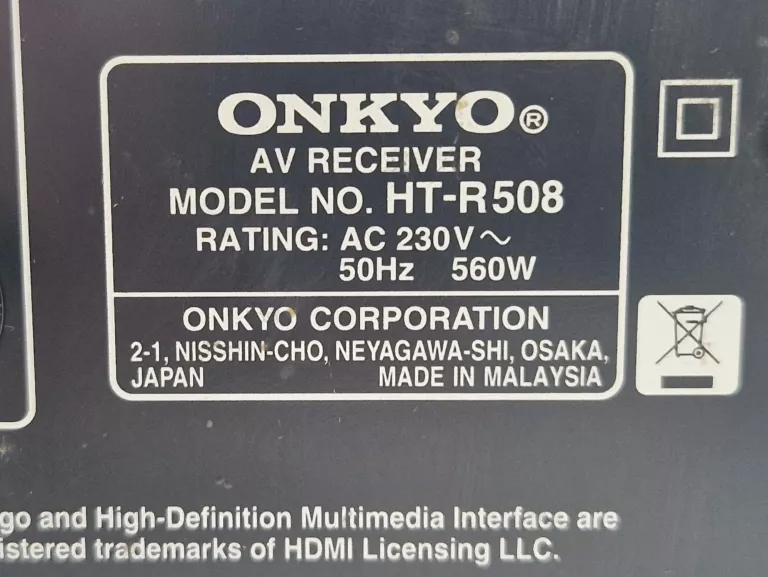 ONKYO®
AV RECEIVER
MODEL NO. HT-R508
RATING: AC 230V～
50Hz 560W
ONKYO CORPORATION
2-1, NISSHIN-CHO, NEYAGAWA-SHI, OSAKA,
JAPAN MADE IN MALAYSIA
go and High-Definition Multimedia Interface are
istered trademarks of HDMI Licensing LLC.